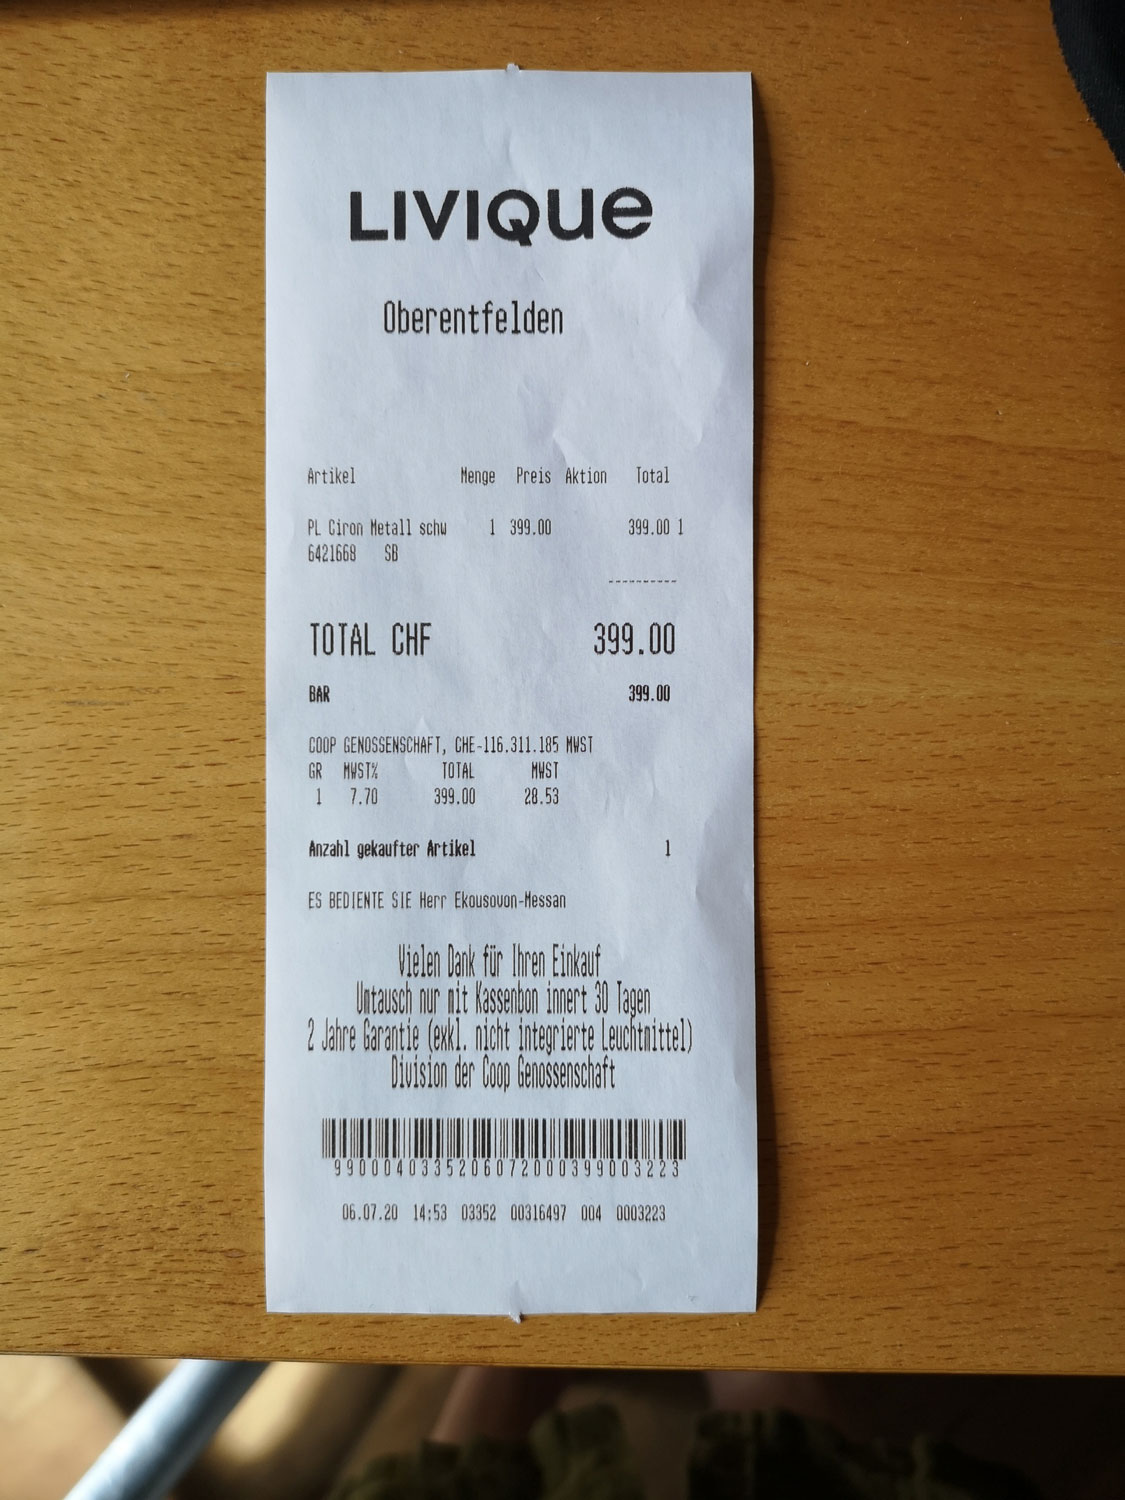 LIVIQUE
Oberentfelden
Artikel Menge Preis Aktion Total
PL Ciron Metall schw 1 399.00 399.00 1
6421668 SB
----------
TOTAL CHF 399.00
BAR 399.00
COOP GENOSSENSCHAFT, CHE-116.311.185 MWST
GR MWST% TOTAL MWST
1 7.70 399.00 28.53
Anzahl gekaufter Artikel 1
ES BEDIENTE SIE Herr Ekousovon-Messan
Vielen Dank für Ihren Einkauf
Umtausch nur mit Kassenbon innert 30 Tagen
2 Jahre Garantie (exkl. nicht integrierte Leuchtmittel)
Division der Coop Genossenschaft
9900040335206072000399003223
06.07.20 14:53 03352 00316497 004 0003223